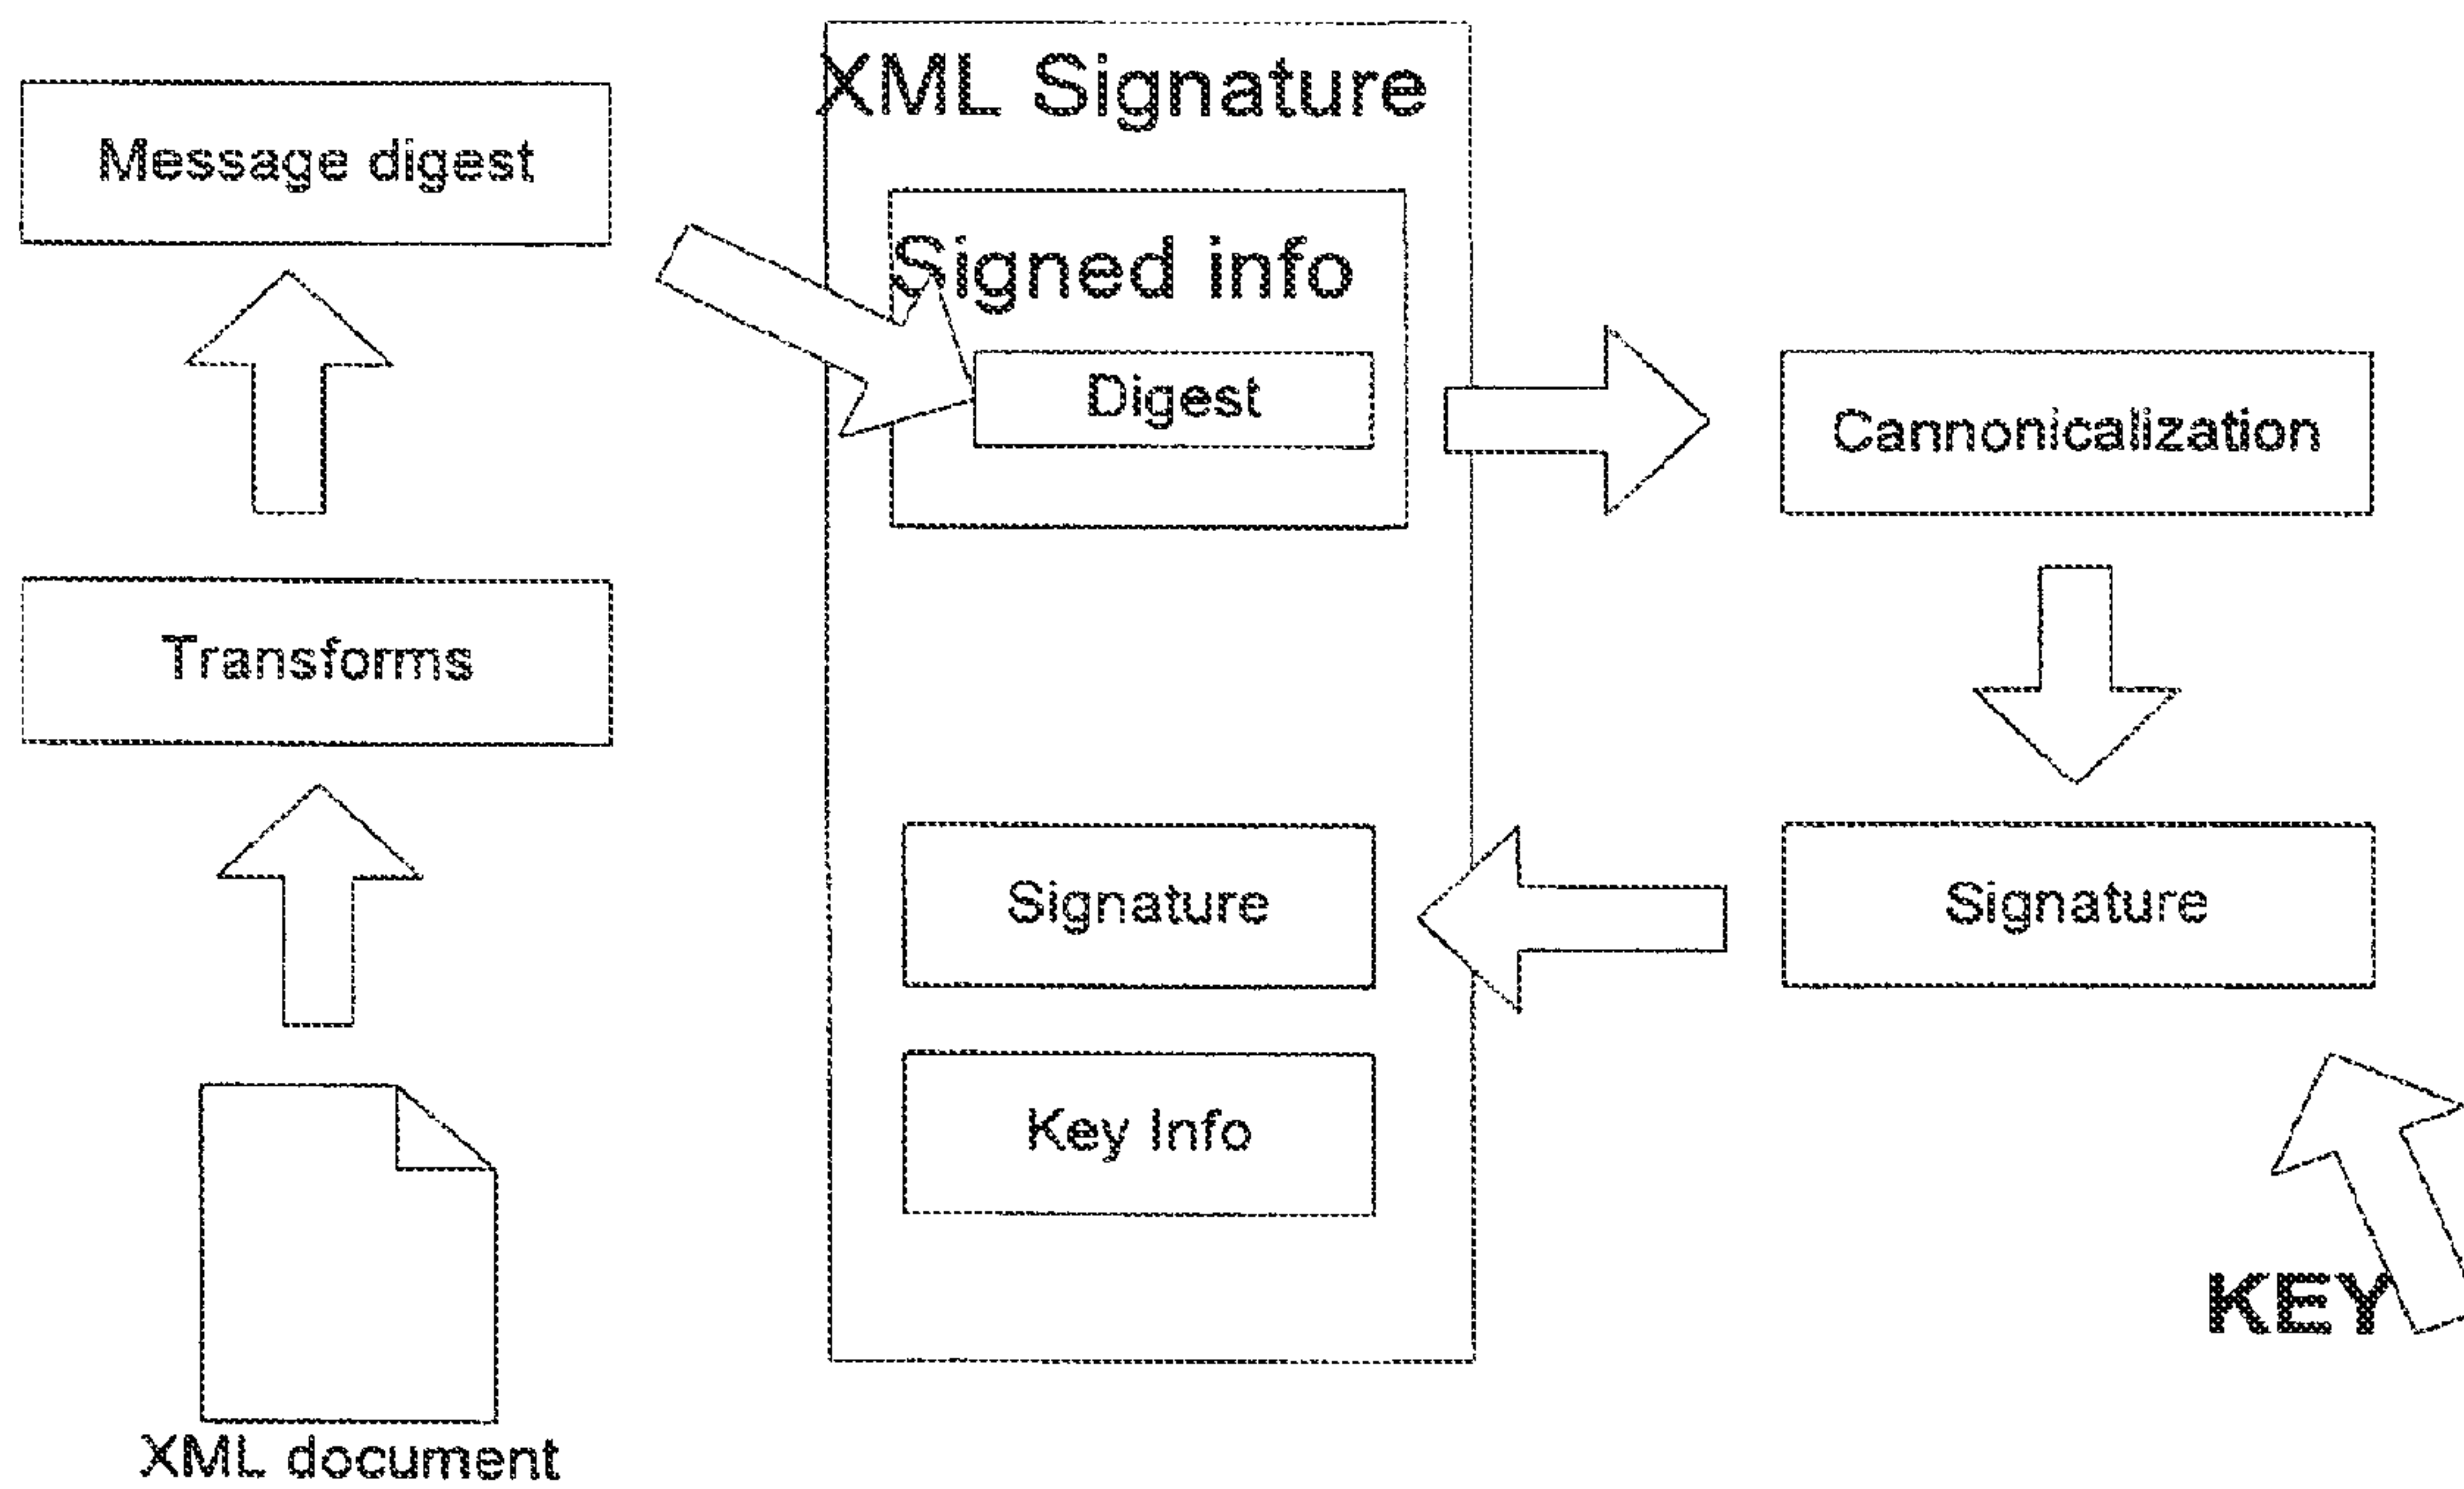 XML Signature
Message digest
Signed info
Digest
Cannonicalization
Transforms
Signature
Signature
Key Info
KEY
XML document